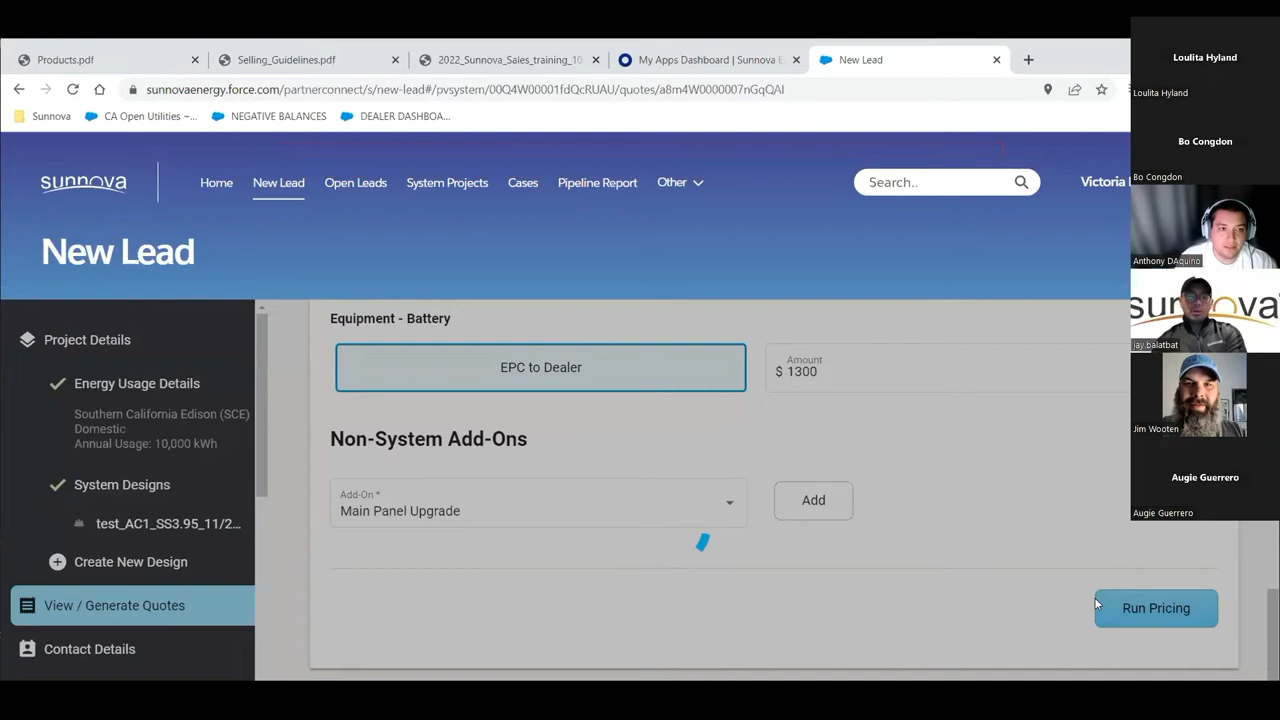 Products.pdf
Selling_Guidelines.pdf
2022_Sunnova_Sales_training_10
My Apps Dashboard | Sunnova E
New Lead
sunnovaenergy.force.com/partnerconnect/s/new-lead#/pvsystem/00Q4W00001fdQcRUAU/quotes/a8m4W0000007nGqQAI
Sunnova
CA Open Utilities ~...
NEGATIVE BALANCES
DEALER DASHBOA...
sunnova
Home
New Lead
Open Leads
System Projects
Cases
Pipeline Report
Other
Search..
Victoria
New Lead
Project Details
Energy Usage Details
Southern California Edison (SCE)
Domestic
Annual Usage: 10,000 kWh
System Designs
test_AC1_SS3.95_11/2...
Create New Design
View / Generate Quotes
Contact Details
Equipment - Battery
EPC to Dealer
Amount
$ 1300
Non-System Add-Ons
Add-On *
Main Panel Upgrade
Add
Run Pricing
Loulita Hyland
Loulita Hyland
Bo Congdon
Bo Congdon
Anthony DAquino
sunnova
jay.balatbat
Jim Wooten
Augie Guerrero
Augie Guerrero